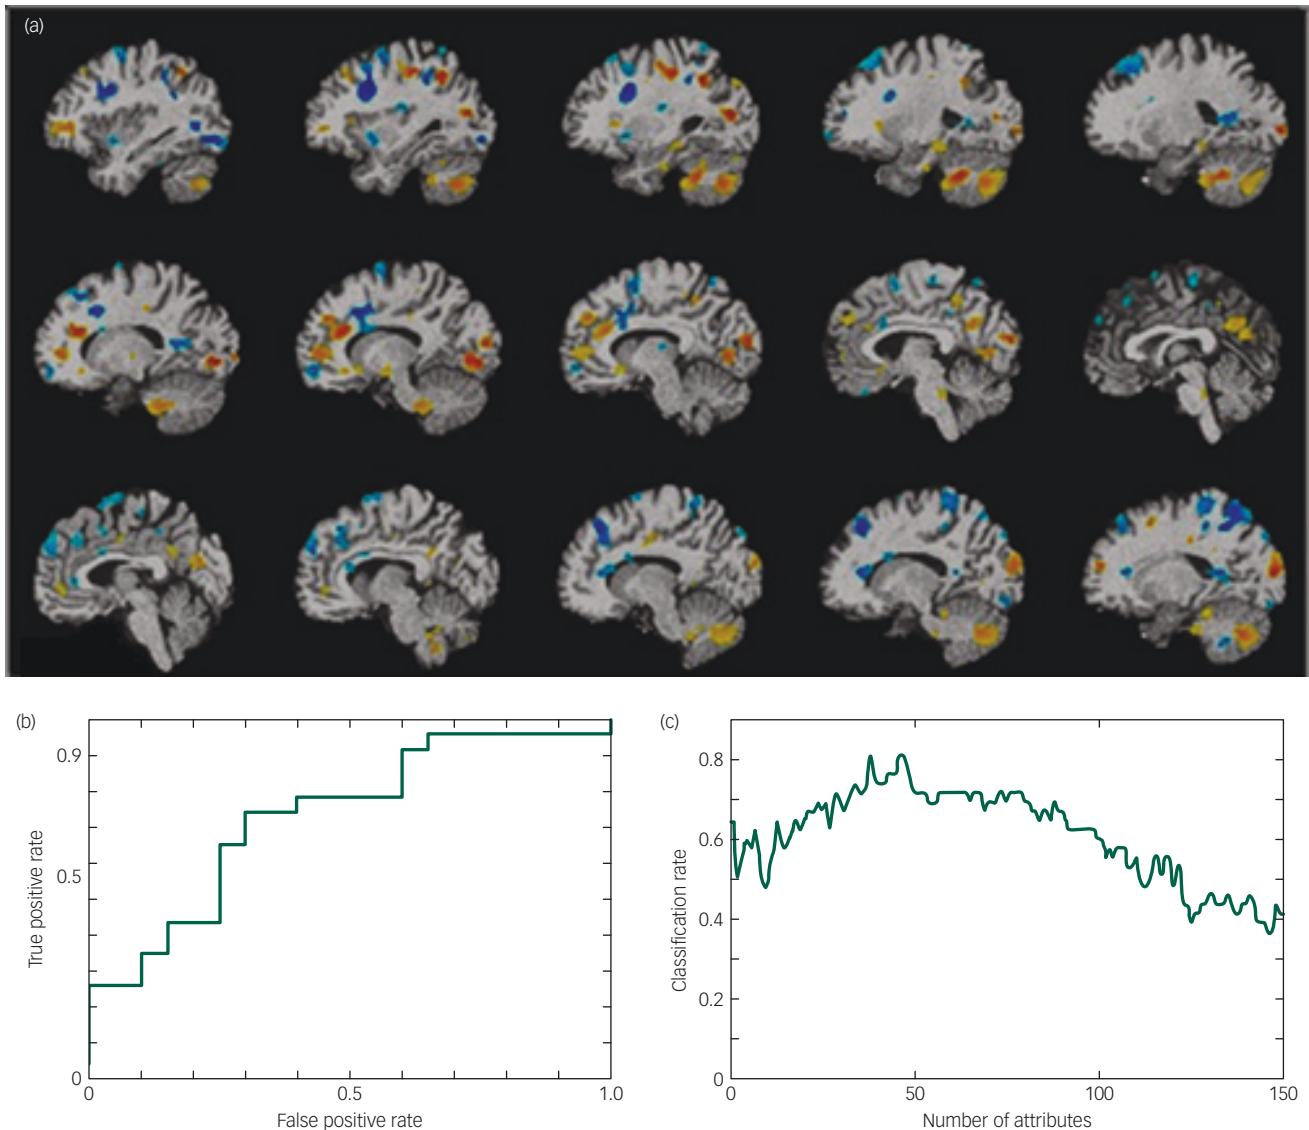 (a)
(b)
0.9
0.5
0
0
0.5
1.0
True positive rate
False positive rate
(c)
0.8
0.6
0.4
0.2
0
0
50
100
150
Classification rate
Number of attributes